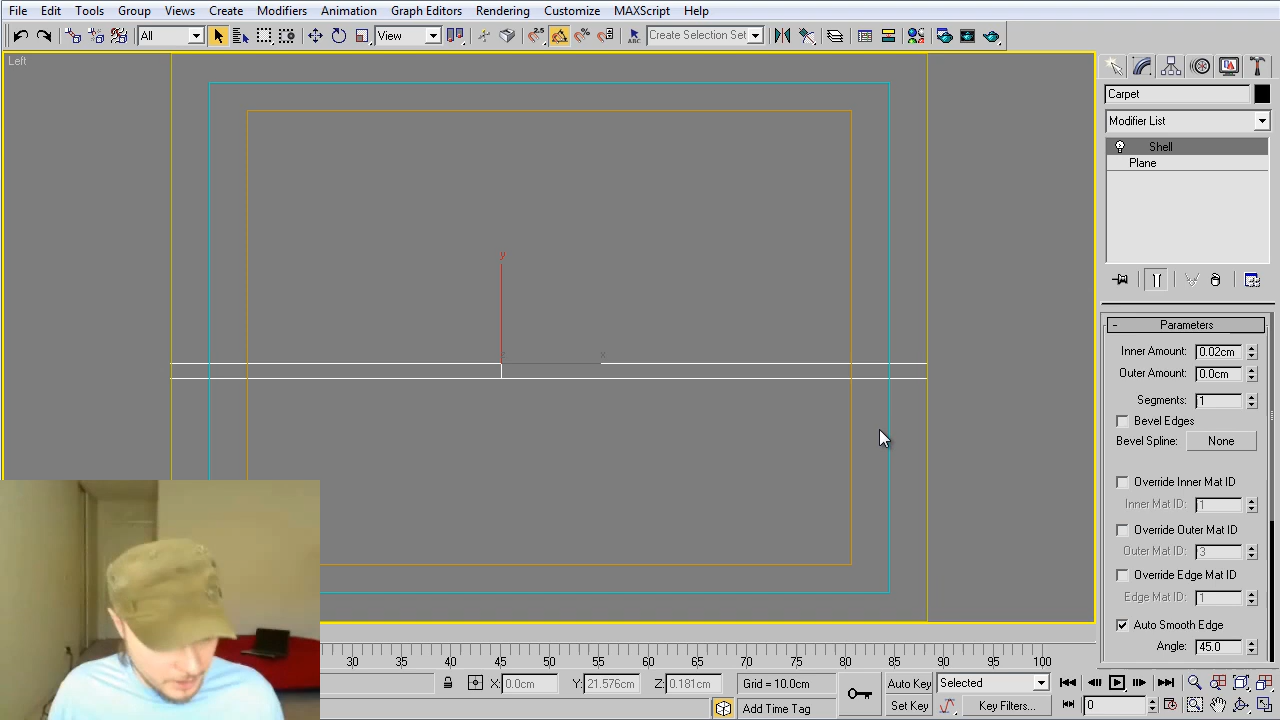 File Edit Tools Group Views Create Modifiers Animation Graph Editors Rendering Customize MAXScript Help
All View 2.5 ABC Create Selection Set
Left
Carpet
Modifier List
Shell
Plane
y
x
Parameters
Inner Amount: 0.02cm
Outer Amount: 0.0cm
Segments: 1
Bevel Edges
Bevel Spline: None
Override Inner Mat ID
Inner Mat ID: 1
Override Outer Mat ID
Outer Mat ID: 3
Override Edge Mat ID
Edge Mat ID: 1
Auto Smooth Edge
Angle: 45.0
30 35 40 45 50 55 60 65 70 75 80 85 90 95 100
X: 0.0cm Y: 21.576cm Z: 0.181cm Grid = 10.0cm Auto Key Selected
Add Time Tag Set Key Key Filters... 0